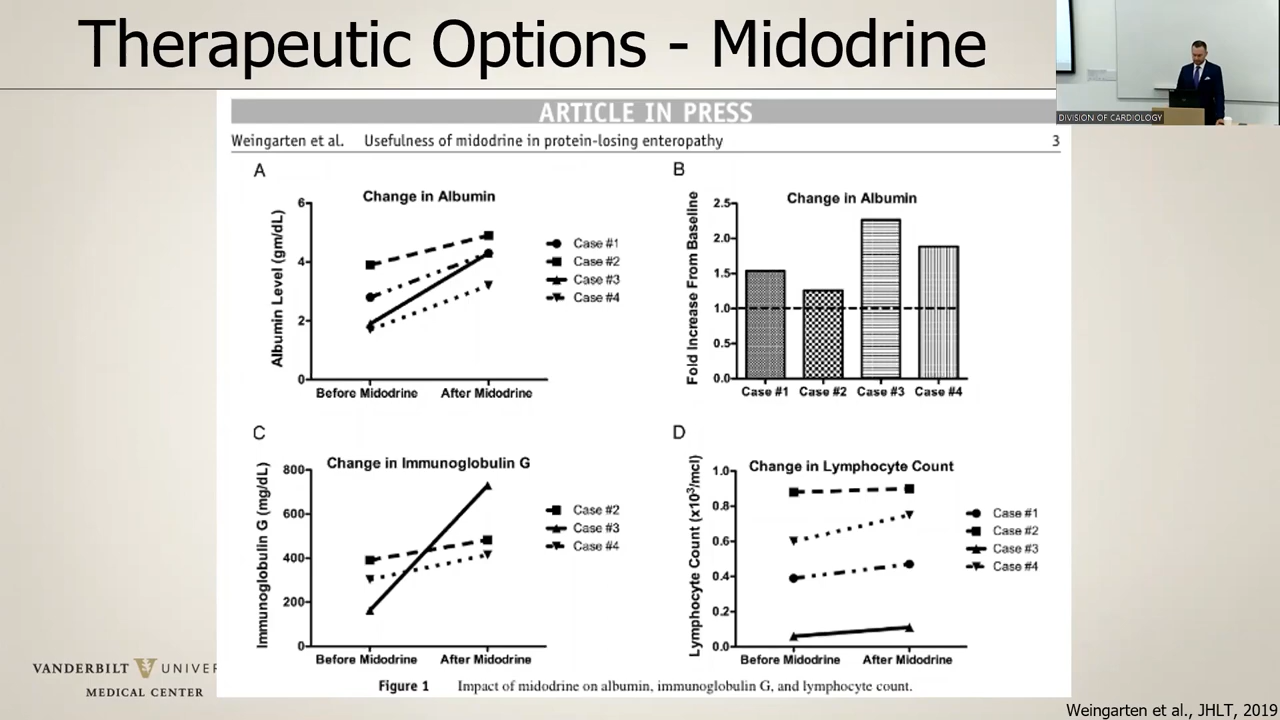 Therapeutic Options - Midodrine
DIVISION OF CARDIOLOGY
ARTICLE IN PRESS
Weingarten et al. Usefulness of midodrine in protein-losing enteropathy 3
A
Change in Albumin
Albumin Level (gm/dL)
6
4
2
0
Before Midodrine After Midodrine
Case #1
Case #2
Case #3
Case #4
B
Change in Albumin
Fold Increase From Baseline
2.5
2.0
1.5
1.0
0.5
0.0
Case #1 Case #2 Case #3 Case #4
C
Change in Immunoglobulin G
Immunoglobulin G (mg/dL)
800
600
400
200
0
Before Midodrine After Midodrine
Case #2
Case #3
Case #4
D
Change in Lymphocyte Count
Lymphocyte Count (x10³/mcl)
1.0
0.8
0.6
0.4
0.2
0.0
Before Midodrine After Midodrine
Case #1
Case #2
Case #3
Case #4
Figure 1 Impact of midodrine on albumin, immunoglobulin G, and lymphocyte count.
VANDERBILT V UNIVER
MEDICAL CENTER
Weingarten et al., JHLT, 2019